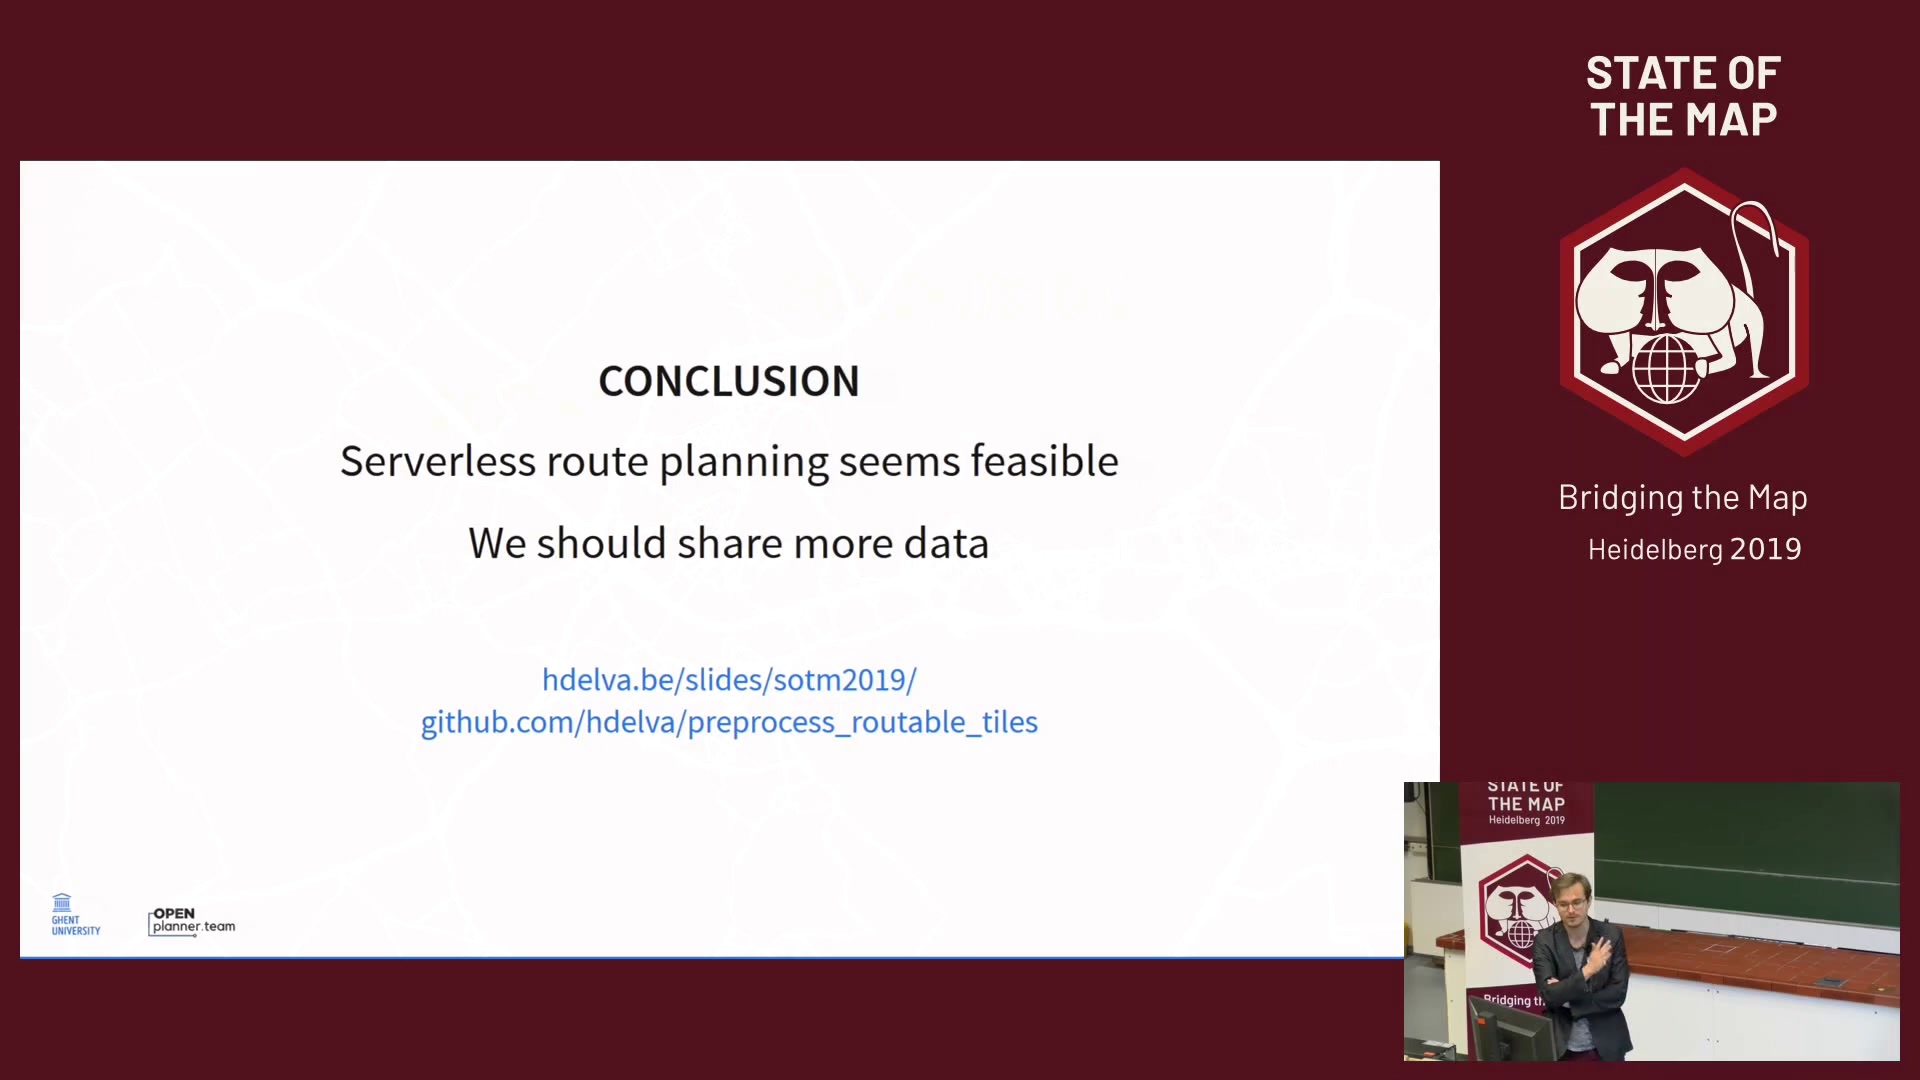 STATE OF
THE MAP
Bridging the Map
Heidelberg 2019
CONCLUSION
Serverless route planning seems feasible
We should share more data
hdelva.be/slides/sotm2019/
github.com/hdelva/preprocess_routable_tiles
GHENT
UNIVERSITY
OPEN
planner.team
STATE OF
THE MAP
Heidelberg 2019
Bridging th